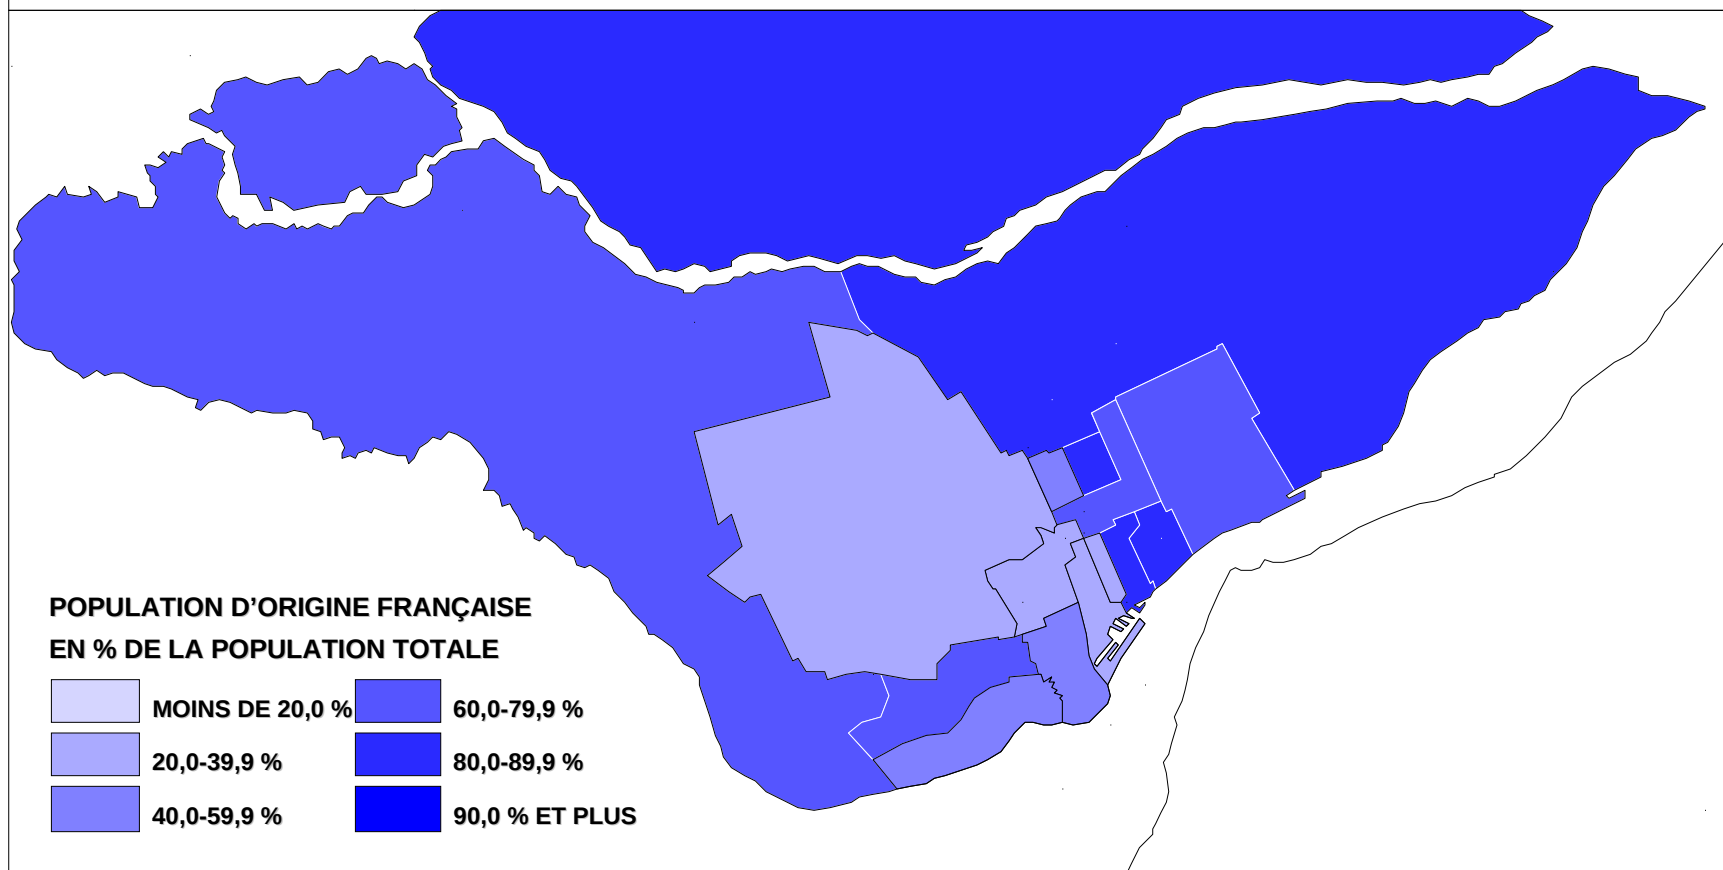 POPULATION D’ORIGINE FRANÇAISE
EN % DE LA POPULATION TOTALE
MOINS DE 20,0 %
20,0-39,9 %
40,0-59,9 %
60,0-79,9 %
80,0-89,9 %
90,0 % ET PLUS